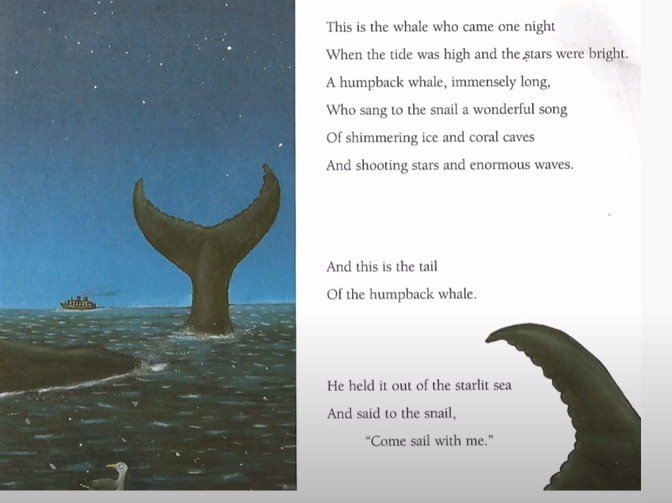 This is the whale who came one night
When the tide was high and the stars were bright.
A humpback whale, immensely long,
Who sang to the snail a wonderful song
Of shimmering ice and coral caves
And shooting stars and enormous waves.
And this is the tail
Of the humpback whale.
He held it out of the starlit sea
And said to the snail,
“Come sail with me.”